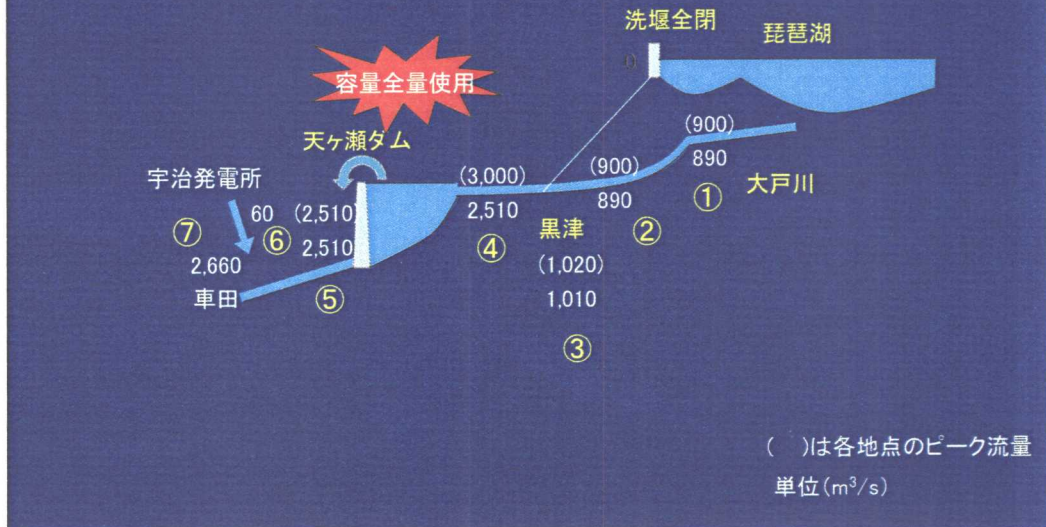 洗堰全閉
琵琶湖
0
容量全量使用
天ヶ瀬ダム
(900)
890
①
大戸川
(900)
890
②
(3,000)
2,510
④
黒津
(1,020)
1,010
③
宇治発電所
60
(2,510)
2,510
⑥
⑦
2,660
車田
⑤
( )は各地点のピーク流量
単位(m³/s)